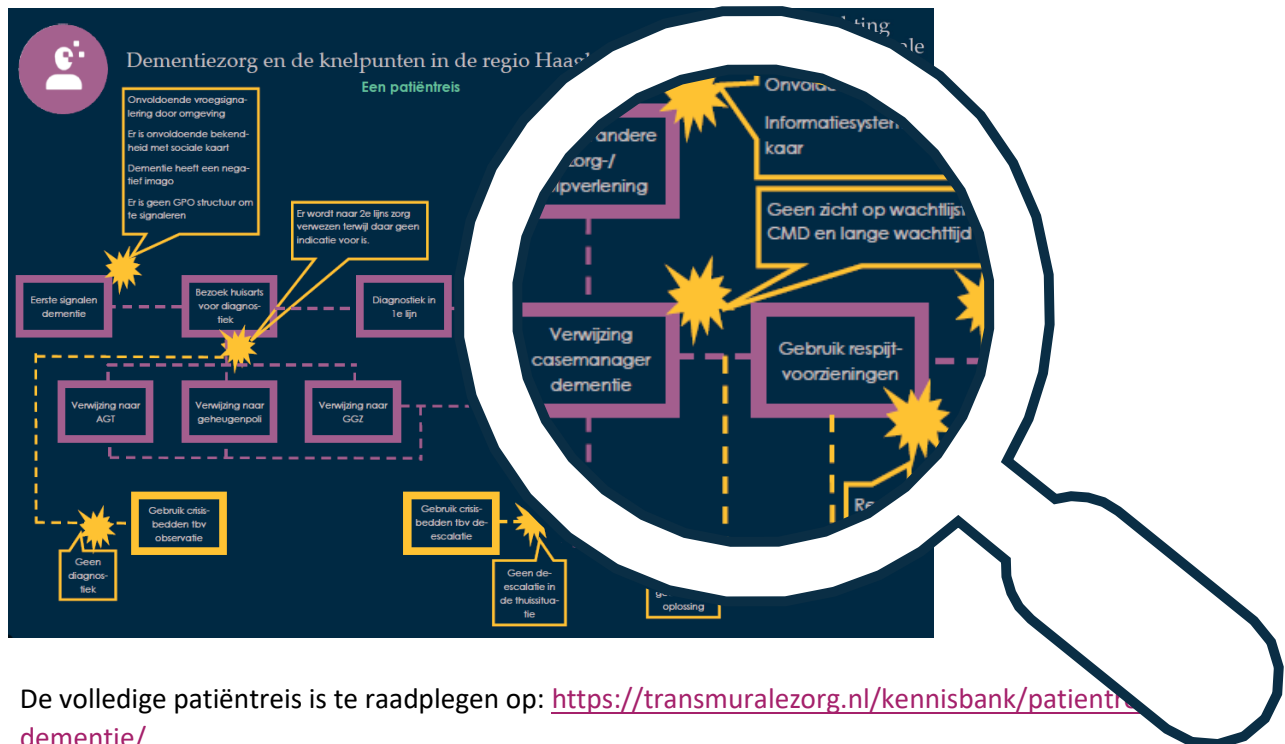 Dementiezorg en de knelpunten in de regio
Een patiëntreis
Onvoldoende vroegsigna-
lering door omgeving
Er is onvoldoende bekend-
heid met sociale kaart
Dementie heeft een nega-
tief imago
Er is geen GPO structuur om
te signaleren
Er wordt naar 2e lijns zorg
verwezen terwijl daar geen
indicatie voor is.
Eerste signalen
dementie
Bezoek huisarts
voor diagnos-
tiek
Diagnostiek in
1e lijn
Verwijzing naar
AGT
Verwijzing naar
geheugenpoli
Verwijzing naar
GGZ
Gebruik crisis-
bedden tbv
observatie
Geen
diagnos-
tiek
Gebruik crisis-
bedden tbv de-
escalatie
Geen de-
escalatie in
de thuissitua-
tie
oplossing
andere
kaar
Geen zicht op
CMD en lange wachttijd
Verwijzing
casemanager
dementie
Gebruik respijt-
voorzieningen
De volledige patiëntreis is te raadplegen op: https://transmuralezorg.nl/kennisbank/patientr
dementie/